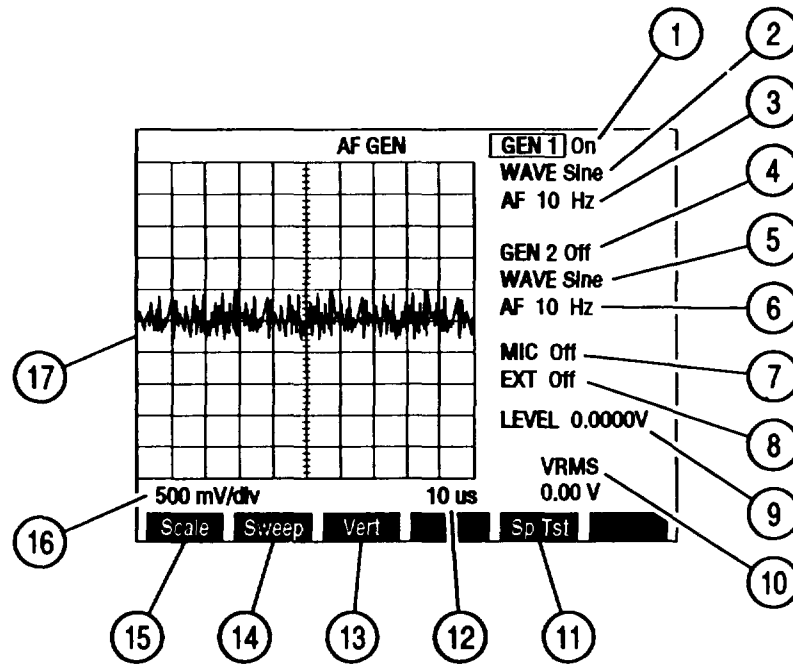 1
2
3
4
5
6
7
8
9
10
11
12
13
14
15
16
17
AF GEN
GEN 1 On
WAVE Sine
AF 10 Hz
GEN 2 Off
WAVE Sine
AF 10 Hz
MIC Off
EXT Off
LEVEL 0.0000V
VRMS
0.00 V
500 mV/div
10 us
Scale Sweep Vert Sp Tst